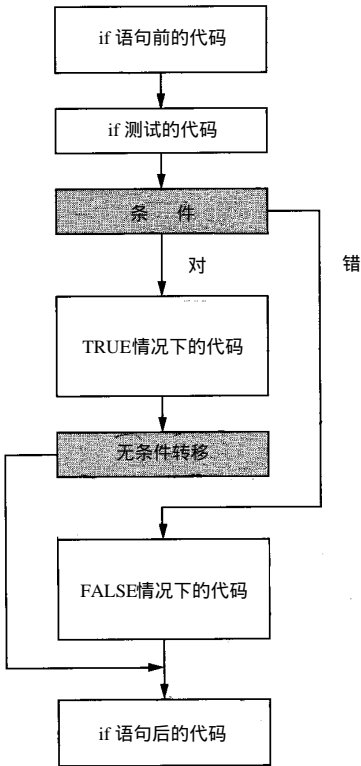 if 语句前的代码
if 测试的代码
条 件
对
错
TRUE情况下的代码
无条件转移
FALSE情况下的代码
if 语句后的代码